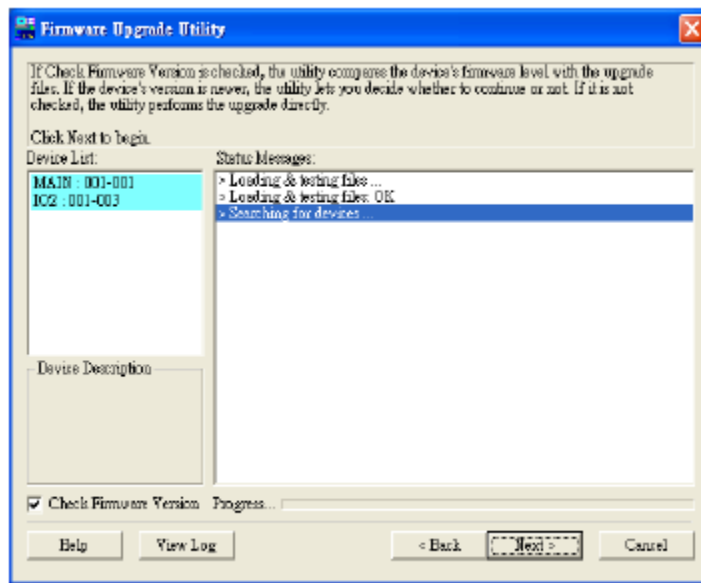 Firmware Upgrade Utility
If Check Firmware Version is checked, the utility compares the device's firmware level with the upgrade
files. If the device's version is newer, the utility lets you decide whether to continue or not. If it is not
checked, the utility performs the upgrade directly.
Click Next to begin.
Device List:
Status Messages:
MAIN : 001-001
IO2 : 001-003
> Loading & testing files ...
> Loading & testing files: OK
> Searching for devices ...
Device Description
Check Firmware Version
Progress...
Help
View Log
< Back
Next >
Cancel